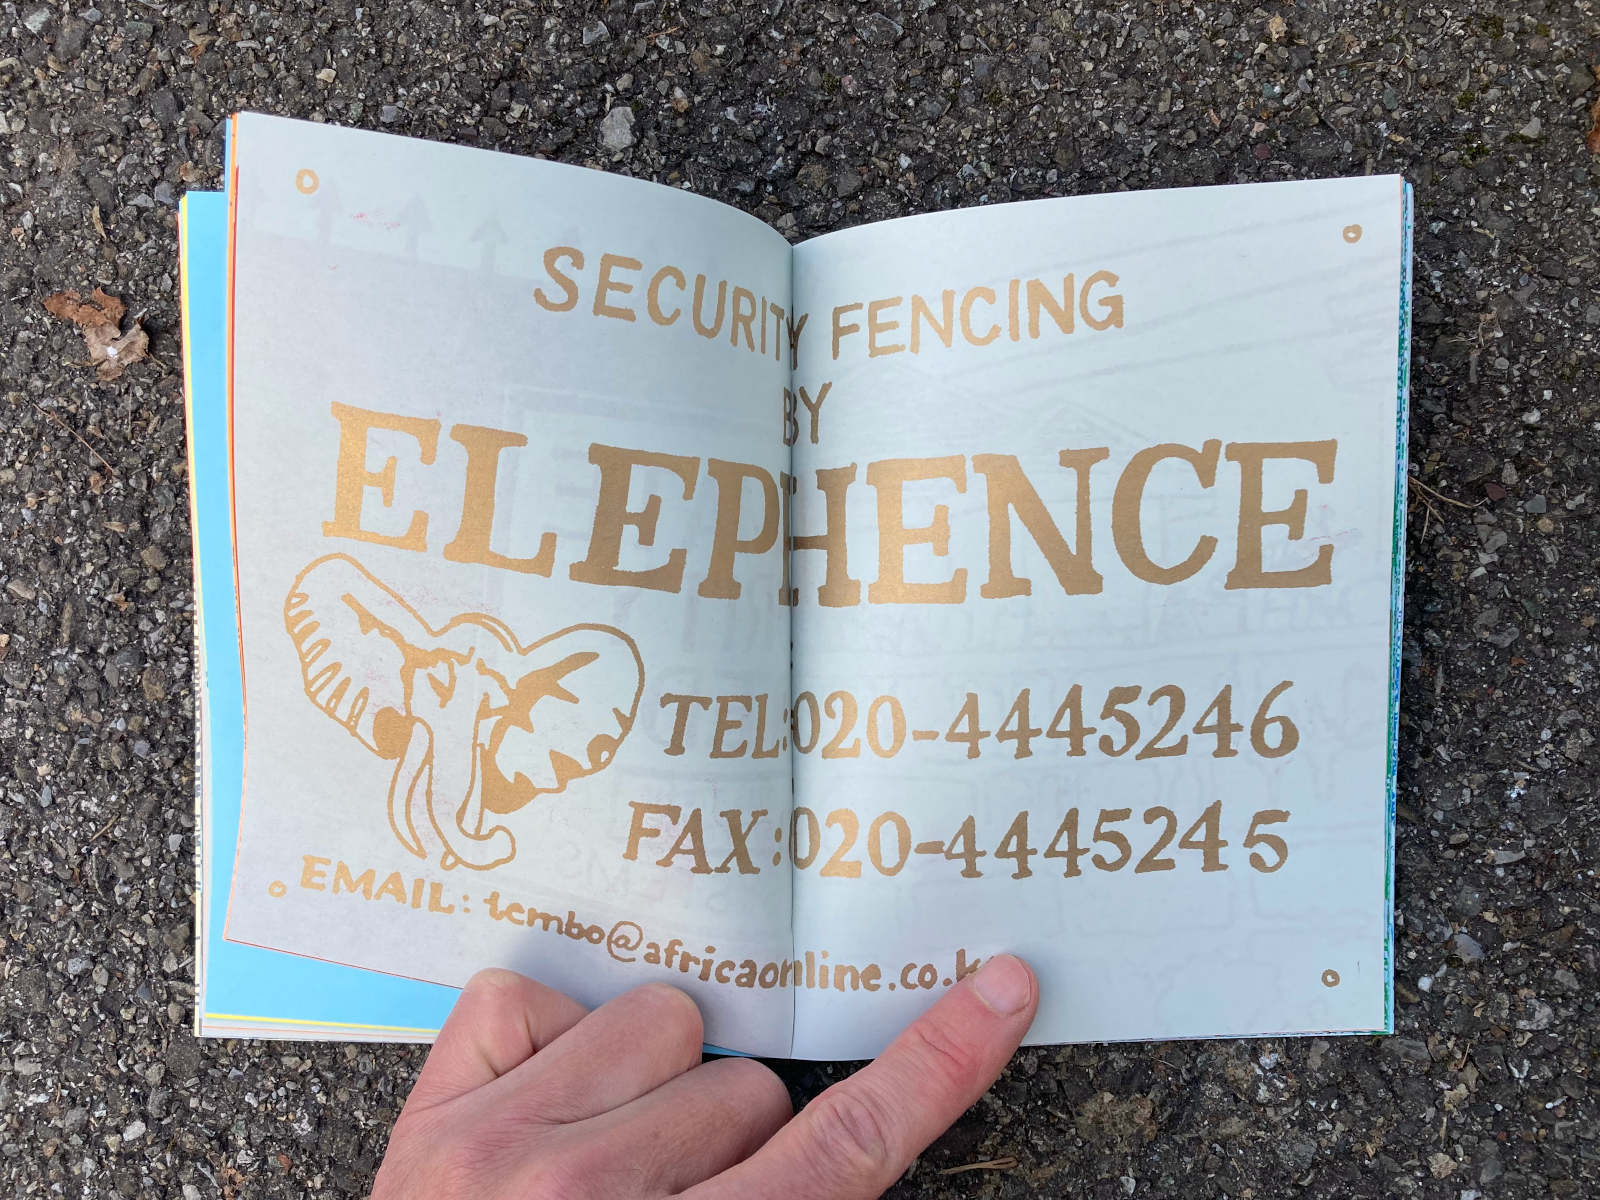 SECURITY FENCING
BY
ELEPHENCE
TEL:020-4445246
FAX:020-4445245
EMAIL: tembo@africaonline.co.